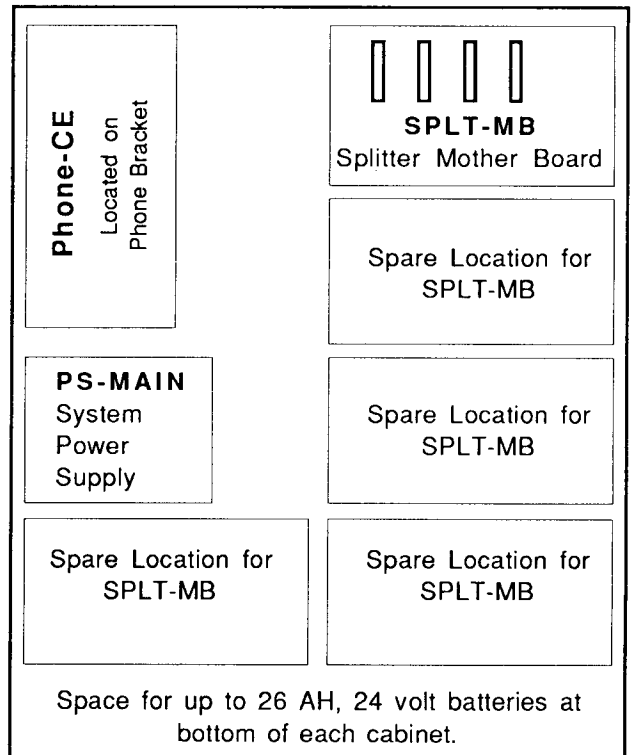 Phone-CE
Located on
Phone Bracket
SPLT-MB
Splitter Mother Board
Spare Location for
SPLT-MB
PS-MAIN
System
Power
Supply
Spare Location for
SPLT-MB
Spare Location for
SPLT-MB
Spare Location for
SPLT-MB
Space for up to 26 AH, 24 volt batteries at
bottom of each cabinet.